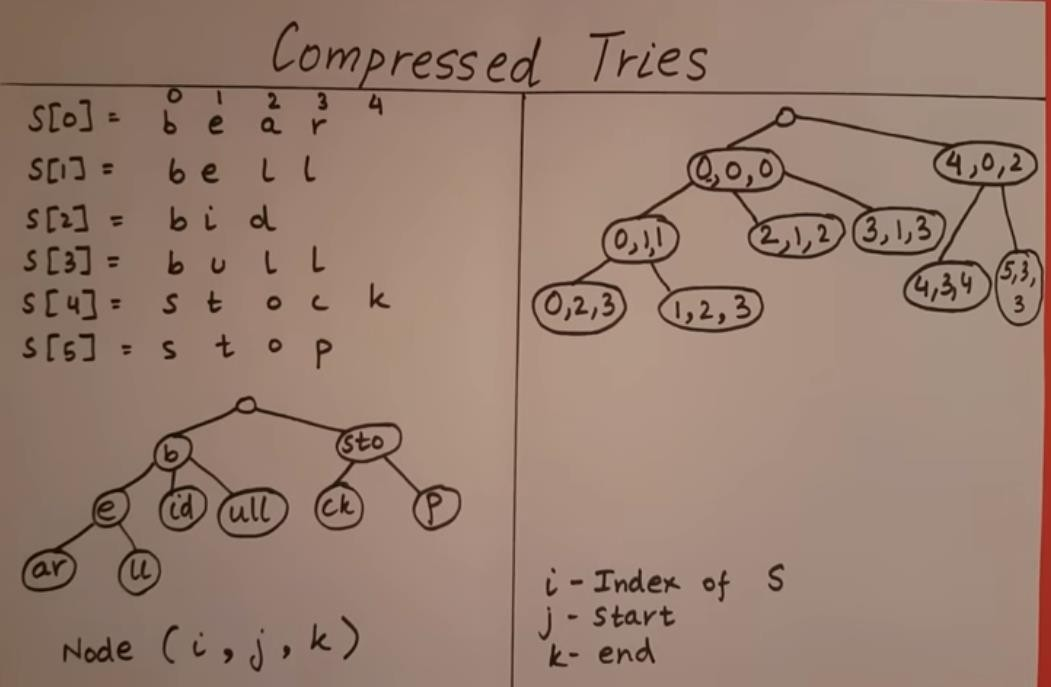 Compressed Tries
0 1 2 3 4
S[0] = b e a r
S[1] = b e l l
S[2] = b i d
S[3] = b u l l
S[4] = s t o c k
S[5] = s t o p
b sto
e id ull ck p
ar ll
Node (i, j, k)
0,0,0 4,0,2
0,1,1 2,1,2 3,1,3
0,2,3 1,2,3 4,3,4 5,3,
3
i - Index of S
j - Start
k- end